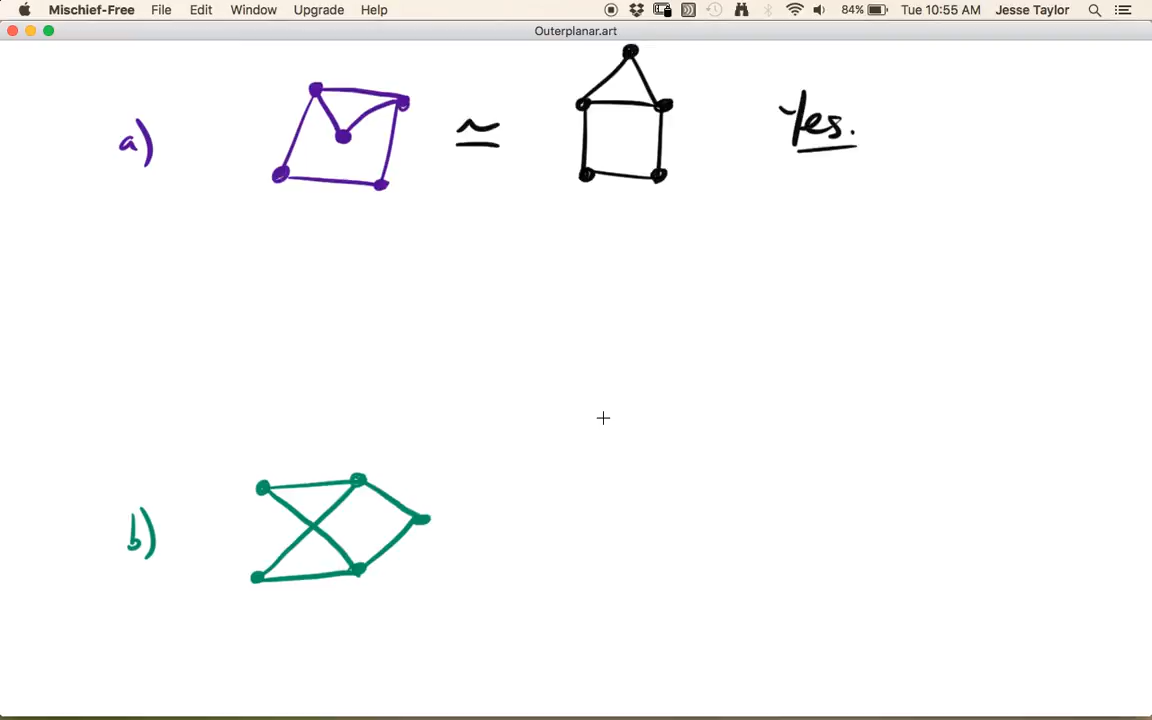 Mischief-Free File Edit Window Upgrade Help 84% Tue 10:55 AM Jesse Taylor
Outerplanar.art
a) ≅ Yes.
b)